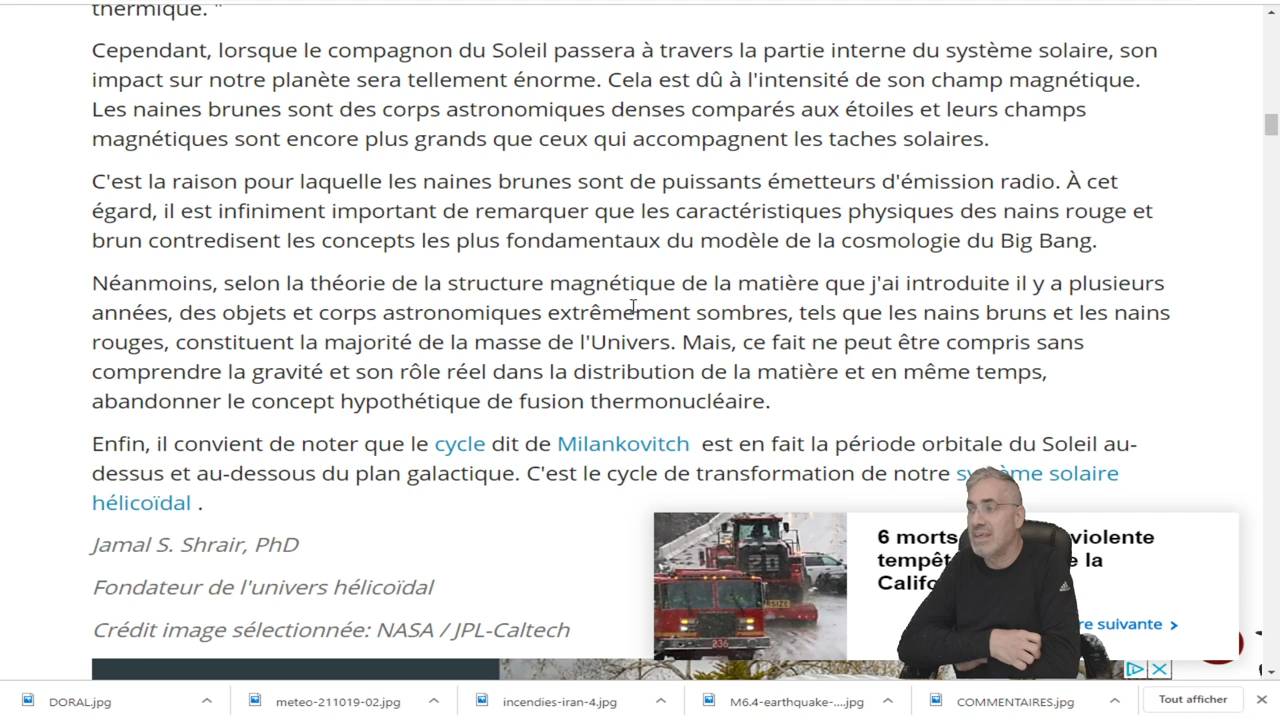 thermique. "
Cependant, lorsque le compagnon du Soleil passera à travers la partie interne du système solaire, son
impact sur notre planète sera tellement énorme. Cela est dû à l'intensité de son champ magnétique.
Les naines brunes sont des corps astronomiques denses comparés aux étoiles et leurs champs
magnétiques sont encore plus grands que ceux qui accompagnent les taches solaires.
C'est la raison pour laquelle les naines brunes sont de puissants émetteurs d'émission radio. À cet
égard, il est infiniment important de remarquer que les caractéristiques physiques des nains rouge et
brun contredisent les concepts les plus fondamentaux du modèle de la cosmologie du Big Bang.
Néanmoins, selon la théorie de la structure magnétique de la matière que j'ai introduite il y a plusieurs
années, des objets et corps astronomiques extrêmement sombres, tels que les nains bruns et les nains
rouges, constituent la majorité de la masse de l'Univers. Mais, ce fait ne peut être compris sans
comprendre la gravité et son rôle réel dans la distribution de la matière et en même temps,
abandonner le concept hypothétique de fusion thermonucléaire.
Enfin, il convient de noter que le cycle dit de Milankovitch est en fait la période orbitale du Soleil au-
dessus et au-dessous du plan galactique. C'est le cycle de transformation de notre système solaire
hélicoïdal .
Jamal S. Shrair, PhD
Fondateur de l'univers hélicoïdal
Crédit image sélectionnée: NASA / JPL-Caltech
6 morts violente
tempêt e la
Califo
re suivante >
236
DORAL.jpg
meteo-211019-02.jpg
incendies-iran-4.jpg
M6.4-earthquake-....jpg
COMMENTAIRES.jpg
Tout afficher